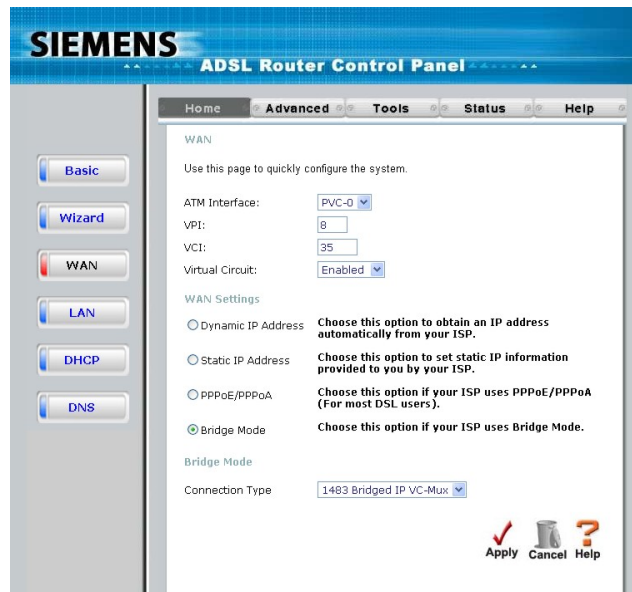 SIEMENS
ADSL Router Control Panel
Home Advanced Tools Status Help
Basic
Wizard
WAN
LAN
DHCP
DNS
WAN
Use this page to quickly configure the system.
ATM Interface: PVC-0
VPI: 8
VCI: 35
Virtual Circuit: Enabled
WAN Settings
Dynamic IP Address Choose this option to obtain an IP address
automatically from your ISP.
Static IP Address Choose this option to set static IP information
provided to you by your ISP.
PPPoE/PPPoA Choose this option if your ISP uses PPPoE/PPPoA
(For most DSL users).
Bridge Mode Choose this option if your ISP uses Bridge Mode.
Bridge Mode
Connection Type 1483 Bridged IP VC-Mux
Apply Cancel Help